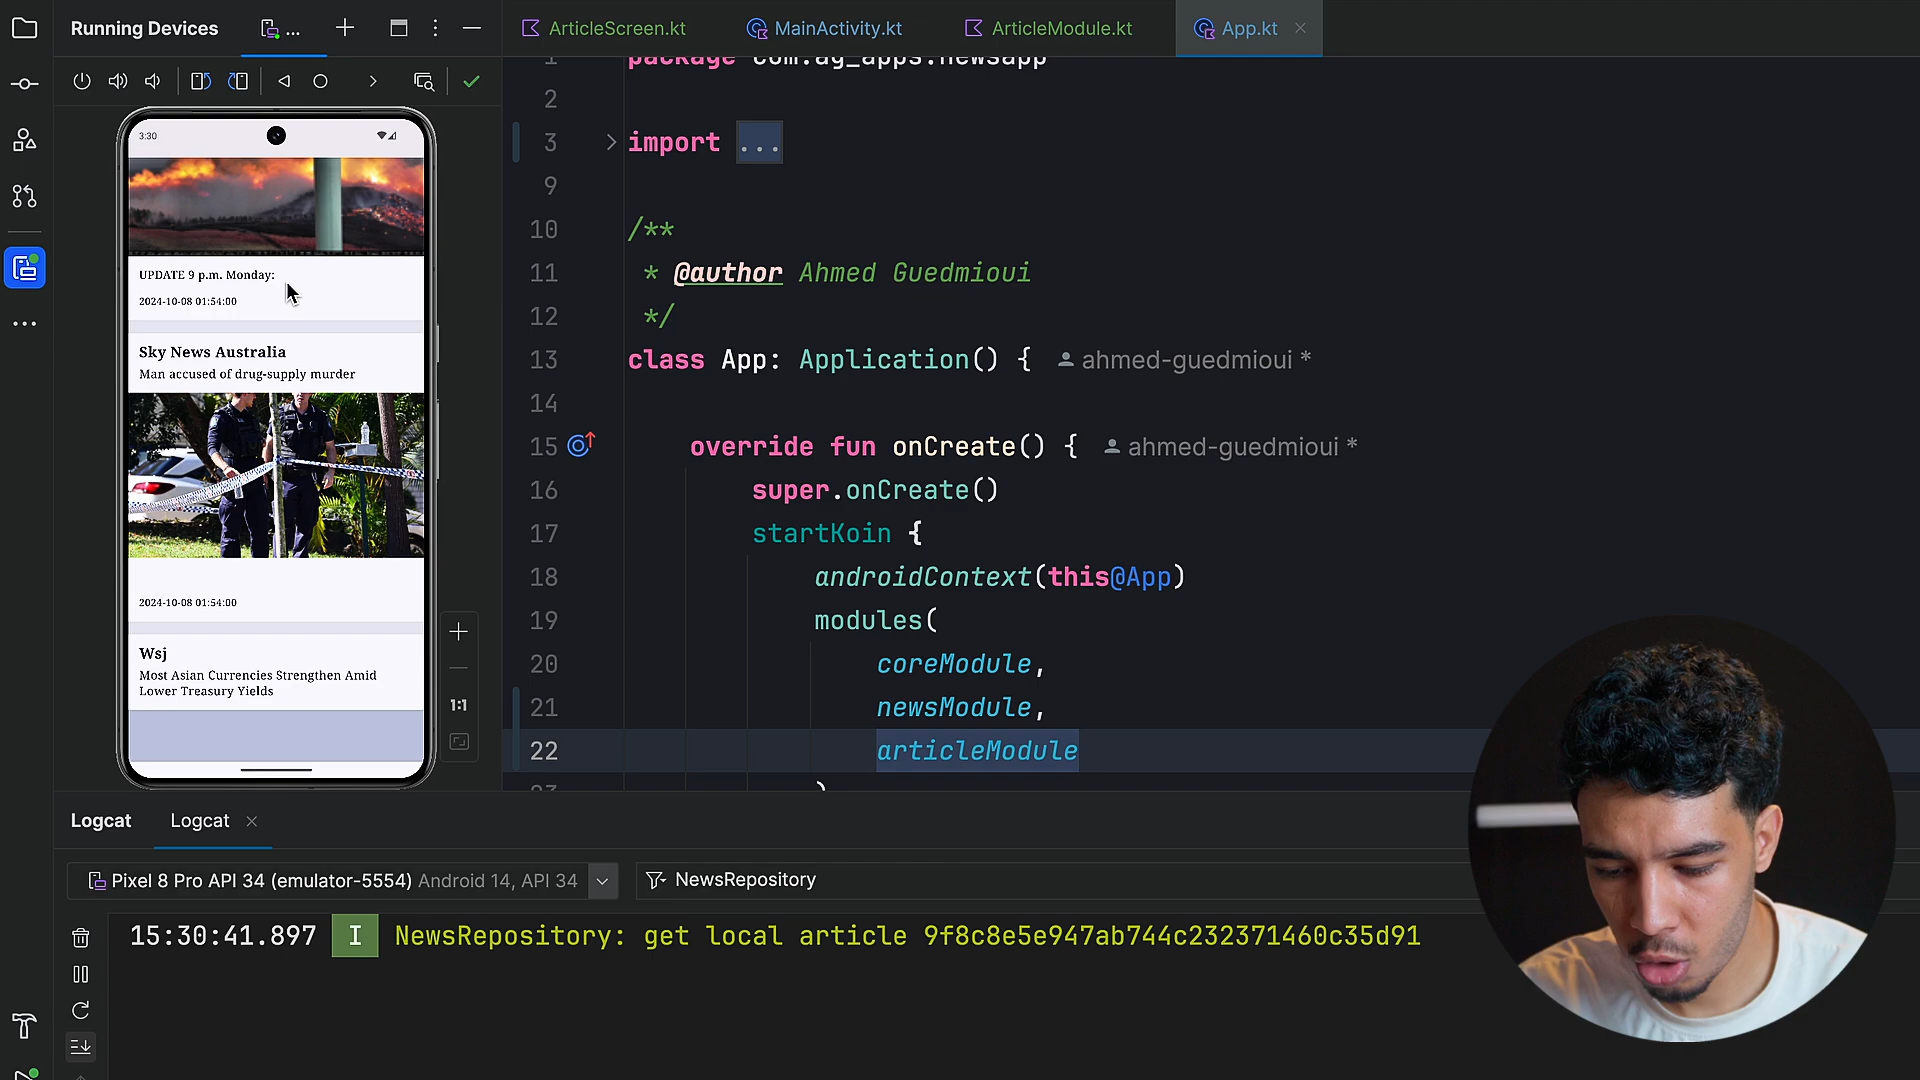 Running Devices
...
ArticleScreen.kt
MainActivity.kt
ArticleModule.kt
App.kt
3:30
UPDATE 9 p.m. Monday:
2024-10-08 01:54:00
Sky News Australia
Man accused of drug-supply murder
2024-10-08 01:54:00
Wsj
Most Asian Currencies Strengthen Amid
Lower Treasury Yields
1:1
1 package com.ag_apps.newsapp
2
3 import ...
9
10 /**
11 * @author Ahmed Guedmioui
12 */
13 class App: Application() { ahmed-guedmioui *
14
15 override fun onCreate() { ahmed-guedmioui *
16 super.onCreate()
17 startKoin {
18 androidContext(this@App)
19 modules(
20 coreModule,
21 newsModule,
22 articleModule
23 )
Logcat
Logcat
Pixel 8 Pro API 34 (emulator-5554) Android 14, API 34
NewsRepository
15:30:41.897 I NewsRepository: get local article 9f8c8e5e947ab744c232371460c35d91